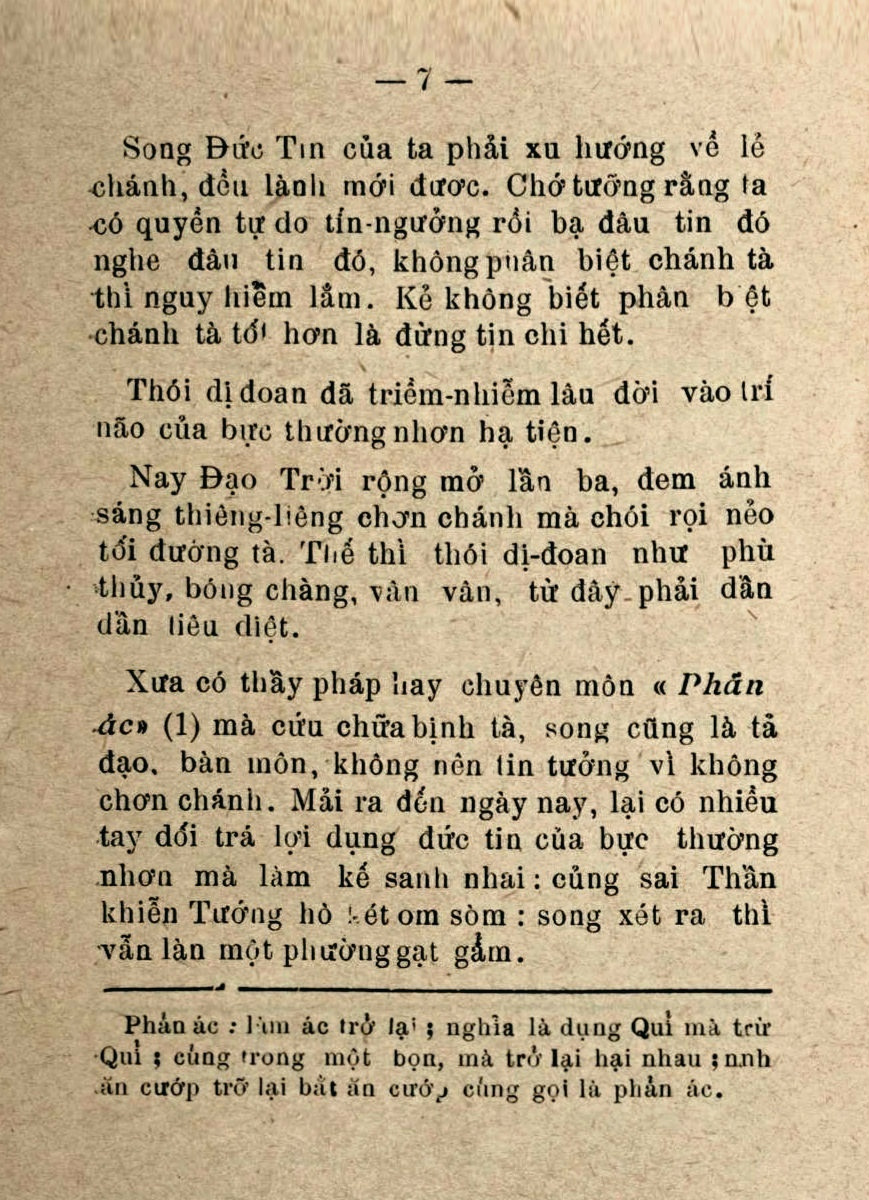 — 7 —
Song Đức Tin của ta phải xu hướng về lẻ
chánh, đều lành mới được. Chớ tưởng rằng ta
có quyền tự do tín-ngưởng rồi bạ đâu tin đó
nghe đâu tin đó, không phân biệt chánh tà
thì nguy hiểm lắm. Kẻ không biết phân b ệt
chánh tà tốt hơn là đừng tin chi hết.
Thói dị đoan đã triêm-nhiễm lâu đời vào trí
não của bực thường nhơn hạ tiện.
Nay Đạo Trời rộng mở lần ba, đem ánh
sáng thiêng-liêng chơn chánh mà chói rọi nẻo
tối đường tà. Thế thì thói dị-đoan như phù
thủy, bóng chàng, vân vân, từ đây phải dần
dần tiêu diệt.
Xưa có thầy pháp hay chuyên môn « Phản
ác» (1) mà cứu chữa bịnh tà, song cũng là tả
đạo, bàn môn, không nên tin tưởng vì không
chơn chánh. Mải ra đến ngày nay, lại có nhiều
tay dối trá lợi dụng đức tin của bực thường
nhơn mà làm kế sanh nhai : củng sai Thần
khiễn Tướng hò hét om sòm : song xét ra thì
vẫn làn một phường gạt gẩm.
Phản ác : làm ác trở lại ; nghỉa là dụng Quỉ mà trừ
Quỉ ; cùng trong một bọn, mà trở lại hại nhau ;
ăn cướp trỡ lại bắt ăn cướp củng gọi là phản ác.